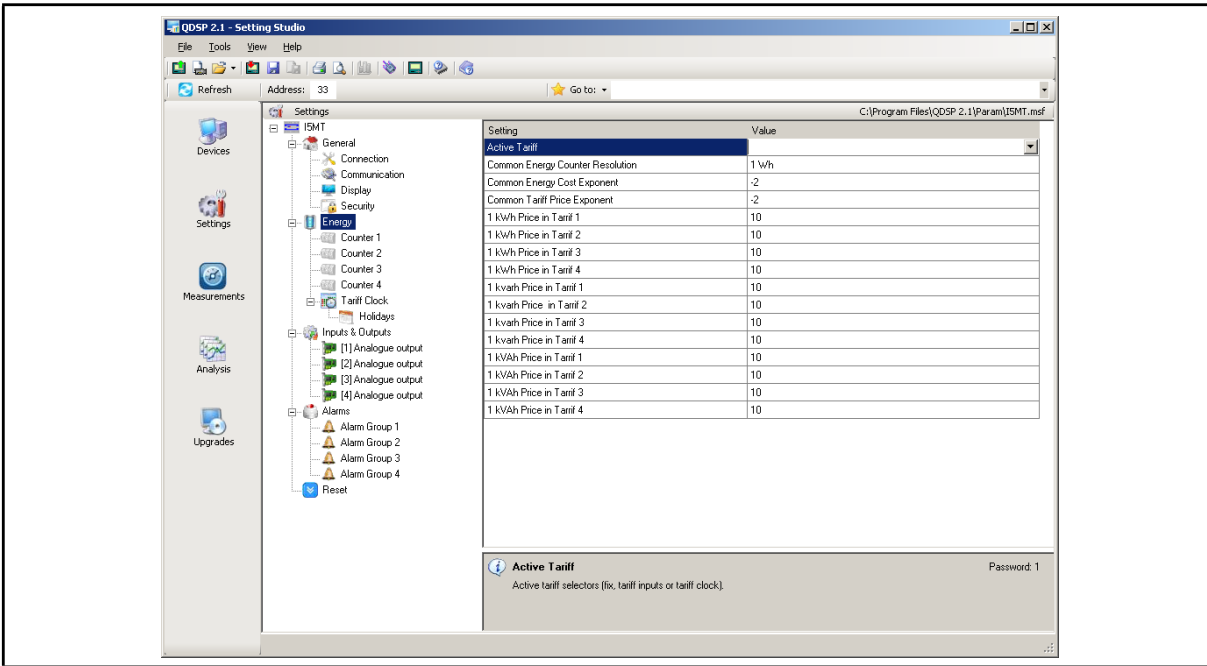 QDSP 2.1 - Setting Studio
File Tools View Help
Refresh Address: 33 Go to:
Settings C:\Program Files\QDSP 2.1\Param\I5MT.msf
Devices
Settings
Measurements
Analysis
Upgrades
I5MT
General
Connection
Communication
Display
Security
Energy
Counter 1
Counter 2
Counter 3
Counter 4
Tariff Clock
Holidays
Inputs & Outputs
[1] Analogue output
[2] Analogue output
[3] Analogue output
[4] Analogue output
Alarms
Alarm Group 1
Alarm Group 2
Alarm Group 3
Alarm Group 4
Reset
Setting Value
Active Tariff
Common Energy Counter Resolution 1 Wh
Common Energy Cost Exponent -2
Common Tariff Price Exponent -2
1 kWh Price in Tarrif 1 10
1 kWh Price in Tarrif 2 10
1 kWh Price in Tarrif 3 10
1 kWh Price in Tarrif 4 10
1 kvarh Price in Tarrif 1 10
1 kvarh Price in Tarrif 2 10
1 kvarh Price in Tarrif 3 10
1 kvarh Price in Tarrif 4 10
1 kVAh Price in Tarrif 1 10
1 kVAh Price in Tarrif 2 10
1 kVAh Price in Tarrif 3 10
1 kVAh Price in Tarrif 4 10
Active Tariff Password: 1
Active tariff selectors (fix, tariff inputs or tariff clock).